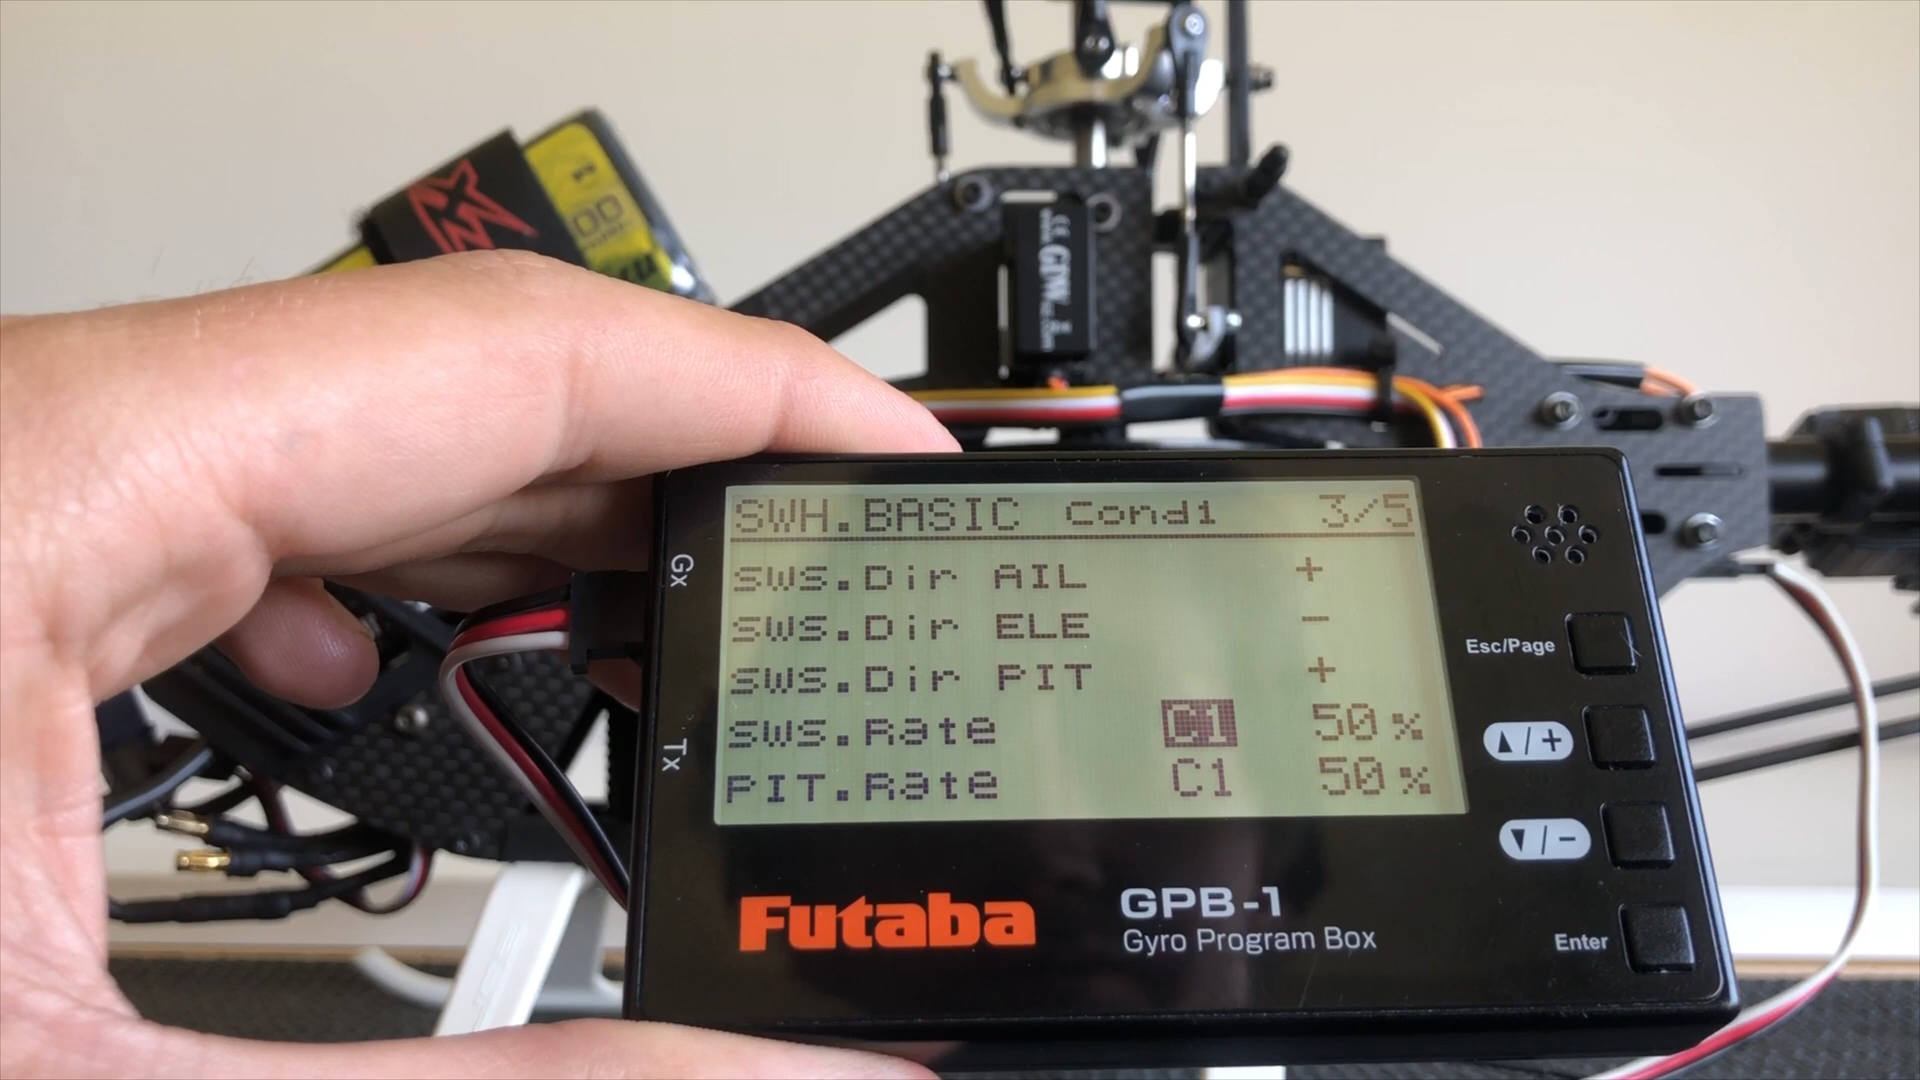 SWH.BASIC Cond1 3/5
SWS.Dir AIL +
SWS.Dir ELE −
SWS.Dir PIT +
SWS.Rate C1 50%
PIT.Rate C1 50%
Gx
Tx
Esc/Page
▲/+
▼/−
Enter
Futaba
GPB-1
Gyro Program Box